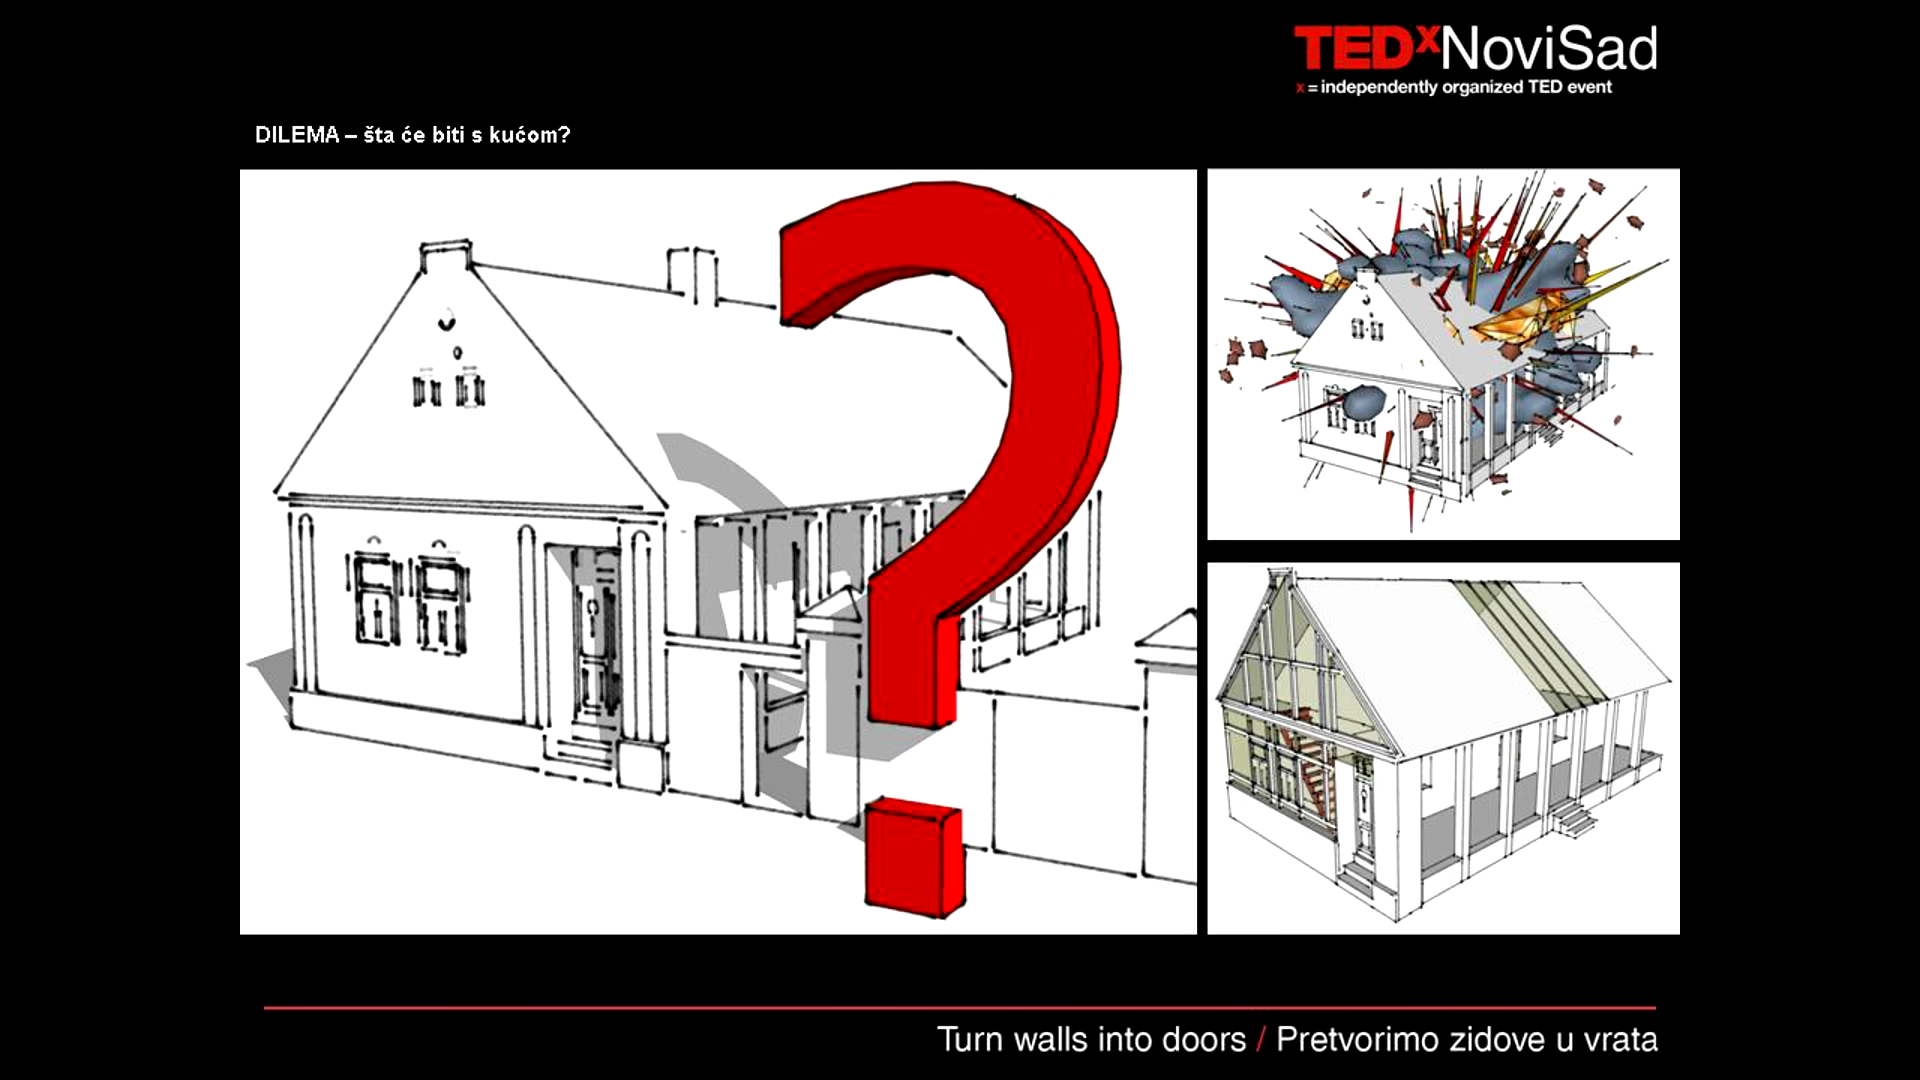 TEDxNoviSad
x = independently organized TED event
DILEMA – šta će biti s kućom?
Turn walls into doors / Pretvorimo zidove u vrata